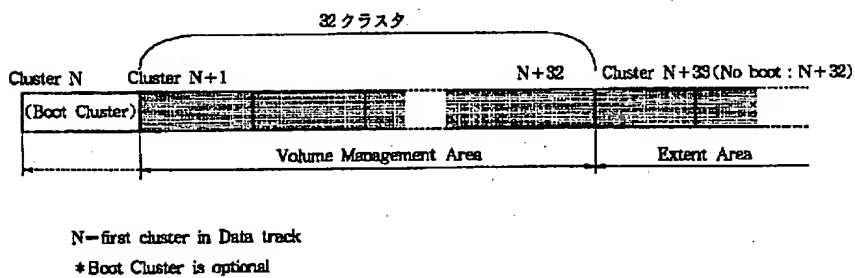 32クラスタ
Cluster N Cluster N+1 N+32 Cluster N+33(No boot : N+32)
(Boot Cluster)
Volume Management Area Extent Area
N−first cluster in Data track
*Boot Cluster is optional